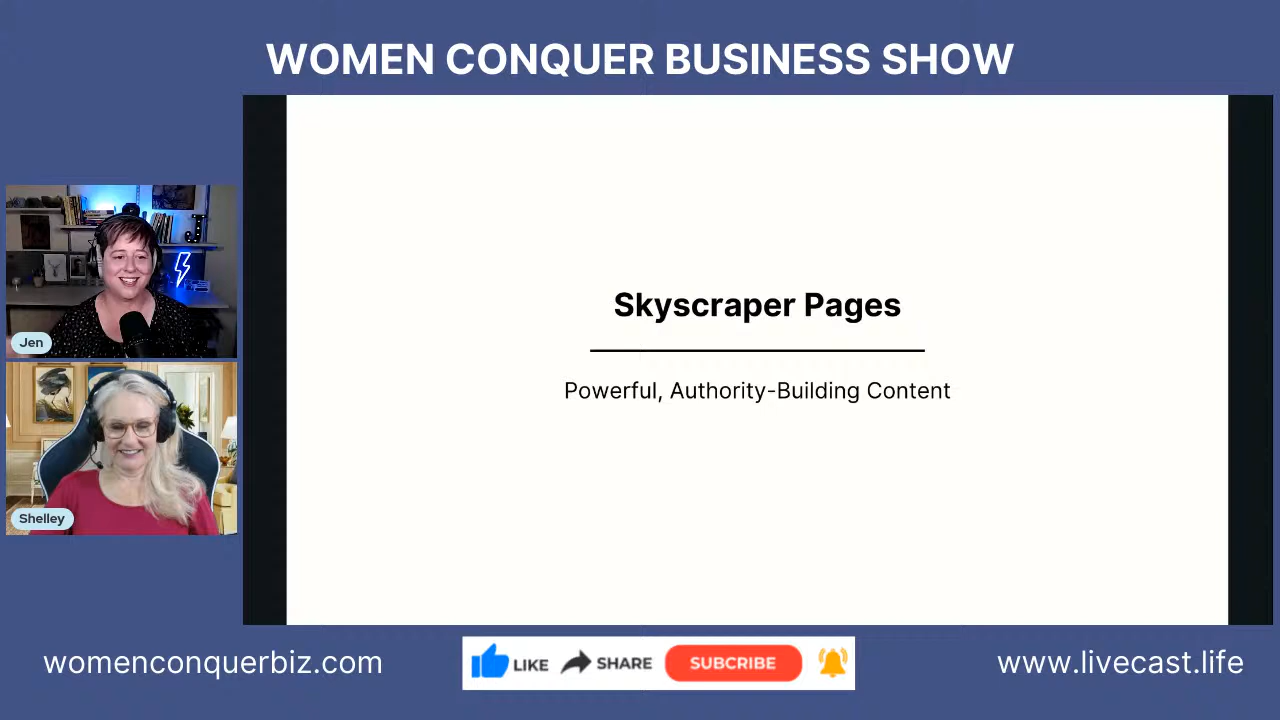 WOMEN CONQUER BUSINESS SHOW
J
Jen
Shelley
Skyscraper Pages
Powerful, Authority-Building Content
womenconquerbiz.com
LIKE SHARE SUBCRIBE
www.livecast.life